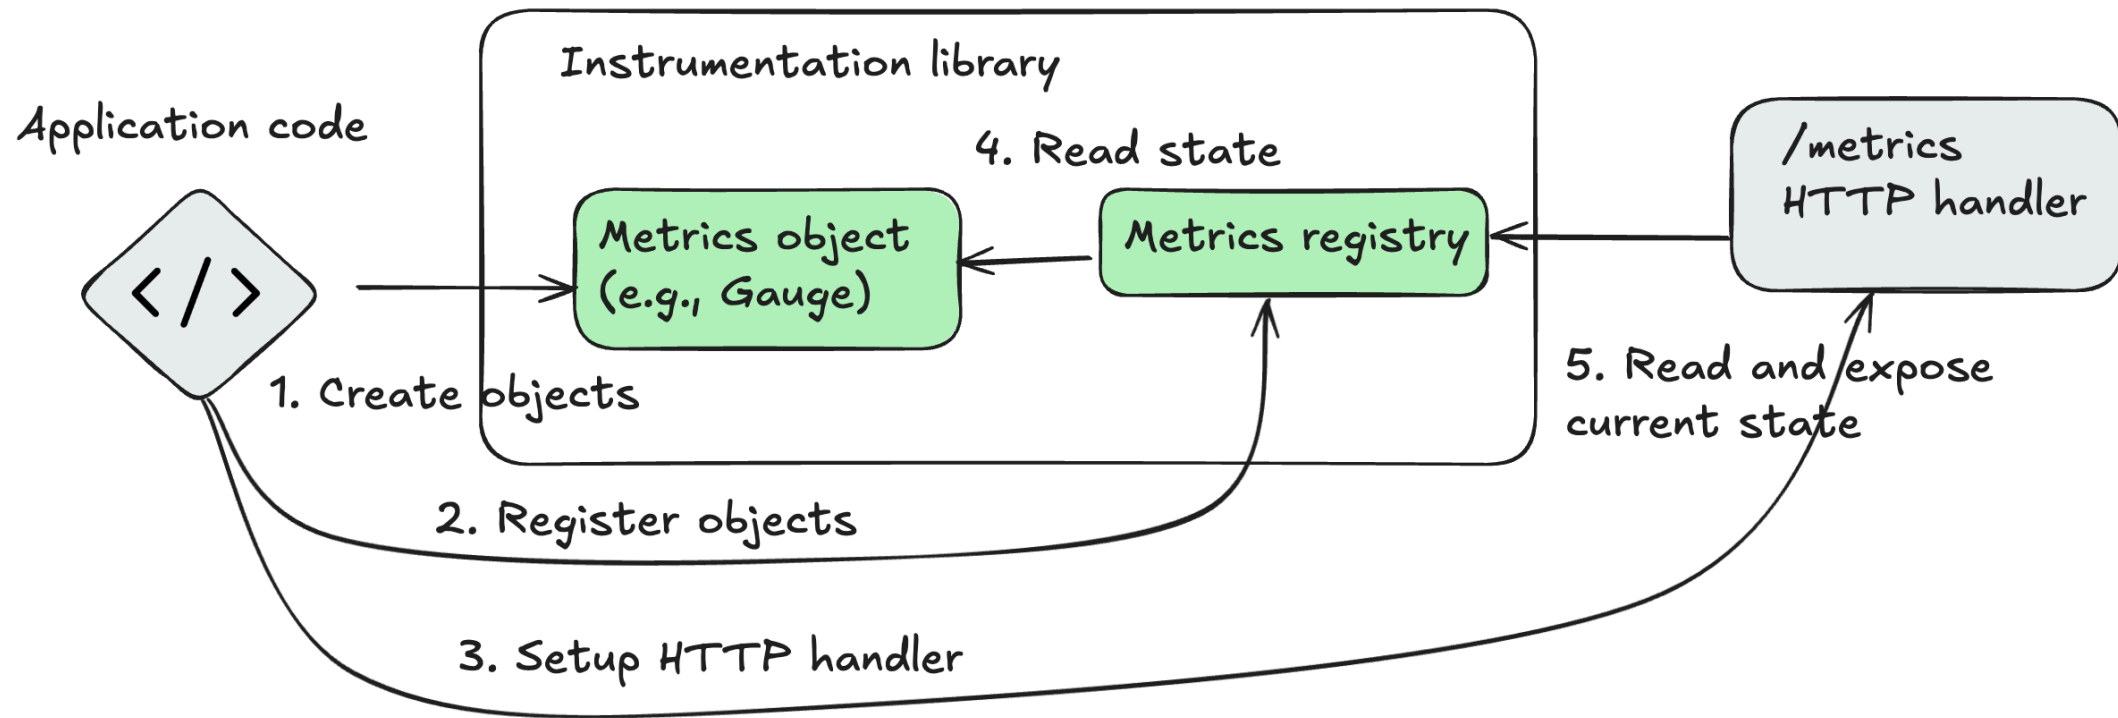 Instrumentation library
Application code
</>
1. Create objects
Metrics object
(e.g., Gauge)
4. Read state
Metrics registry
/metrics
HTTP handler
5. Read and expose
current state
2. Register objects
3. Setup HTTP handler